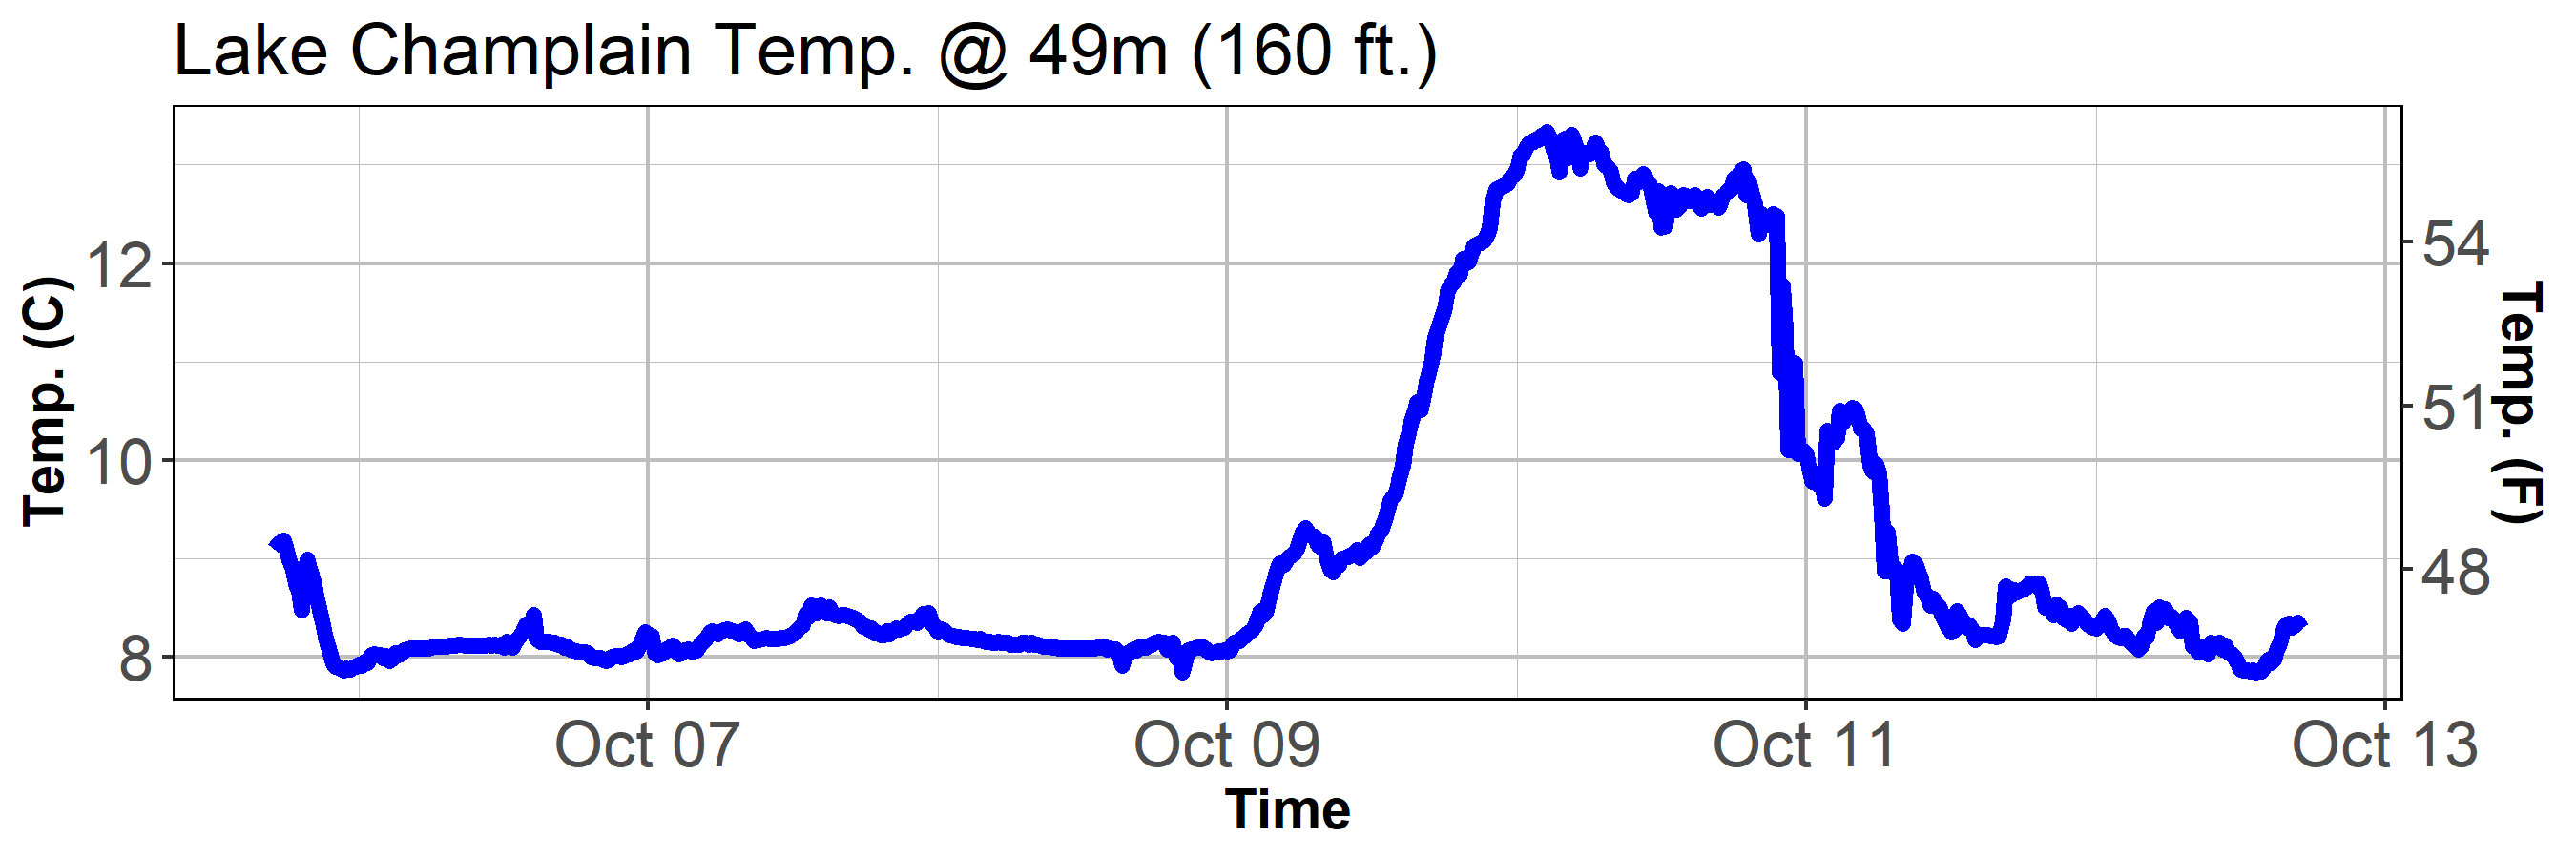 Lake Champlain Temp. @ 49m (160 ft.)
Temp. (C)
12
10
8
54
51
48
Temp. (F)
Oct 07
Oct 09
Oct 11
Oct 13
Time